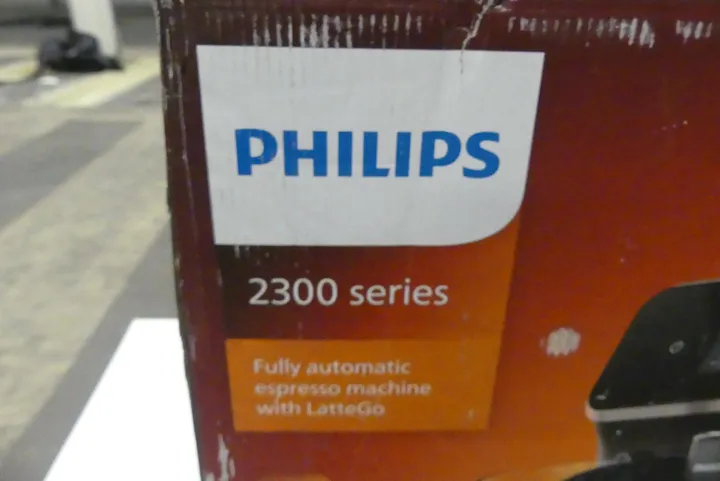 PHILIPS
2300 series
Fully automatic
espresso machine
with LatteGo